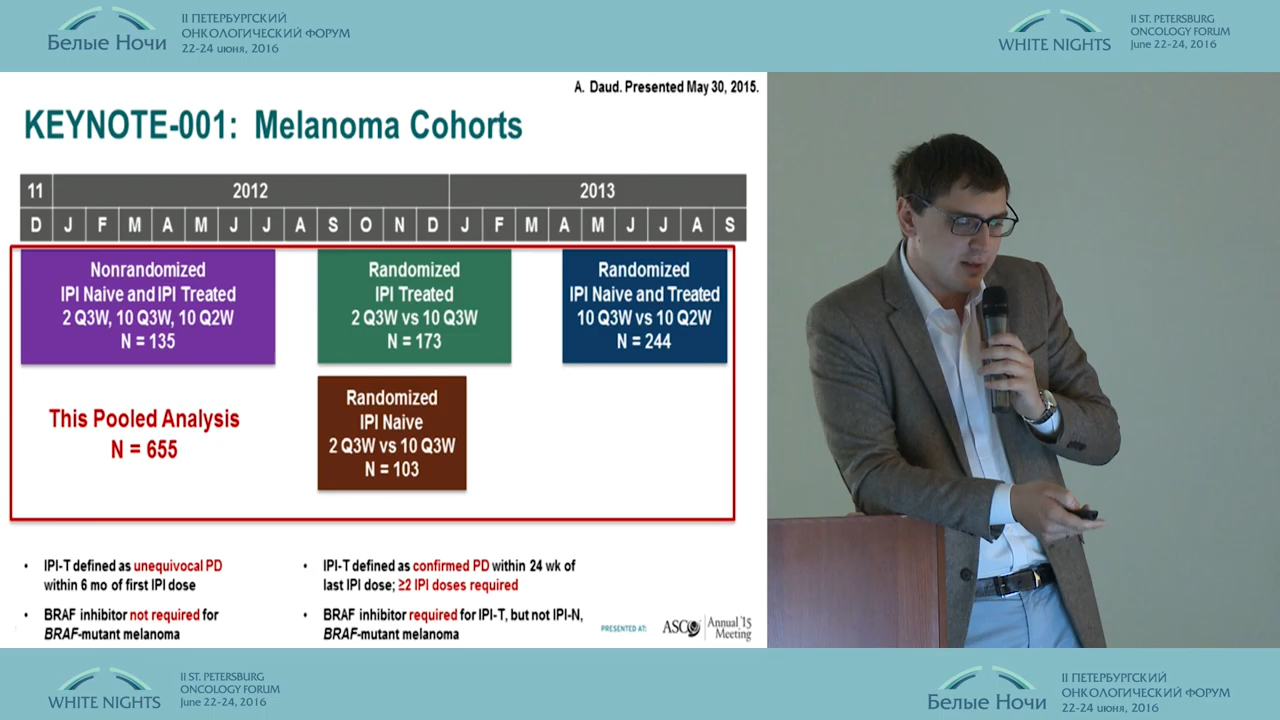 Белые Ночи
II ПЕТЕРБУРГСКИЙ
ОНКОЛОГИЧЕСКИЙ ФОРУМ
22-24 июня, 2016
WHITE NIGHTS
II ST. PETERSBURG
ONCOLOGY FORUM
June 22-24, 2016
A. Daud. Presented May 30, 2015.
KEYNOTE-001: Melanoma Cohorts
11 2012 2013
D J F M A M J J A S O N D J F M A M J J A S
Nonrandomized
IPI Naive and IPI Treated
2 Q3W, 10 Q3W, 10 Q2W
N = 135
Randomized
IPI Treated
2 Q3W vs 10 Q3W
N = 173
Randomized
IPI Naive and Treated
10 Q3W vs 10 Q2W
N = 244
This Pooled Analysis
N = 655
Randomized
IPI Naive
2 Q3W vs 10 Q3W
N = 103
• IPI-T defined as unequivocal PD
within 6 mo of first IPI dose
• BRAF inhibitor not required for
BRAF-mutant melanoma
• IPI-T defined as confirmed PD within 24 wk of
last IPI dose; ≥2 IPI doses required
• BRAF inhibitor required for IPI-T, but not IPI-N,
BRAF-mutant melanoma
PRESENTED AT:
ASCO
Annual '15
Meeting
WHITE NIGHTS
II ST. PETERSBURG
ONCOLOGY FORUM
June 22-24, 2016
Белые Ночи
II ПЕТЕРБУРГСКИЙ
ОНКОЛОГИЧЕСКИЙ ФОРУМ
22-24 июня, 2016